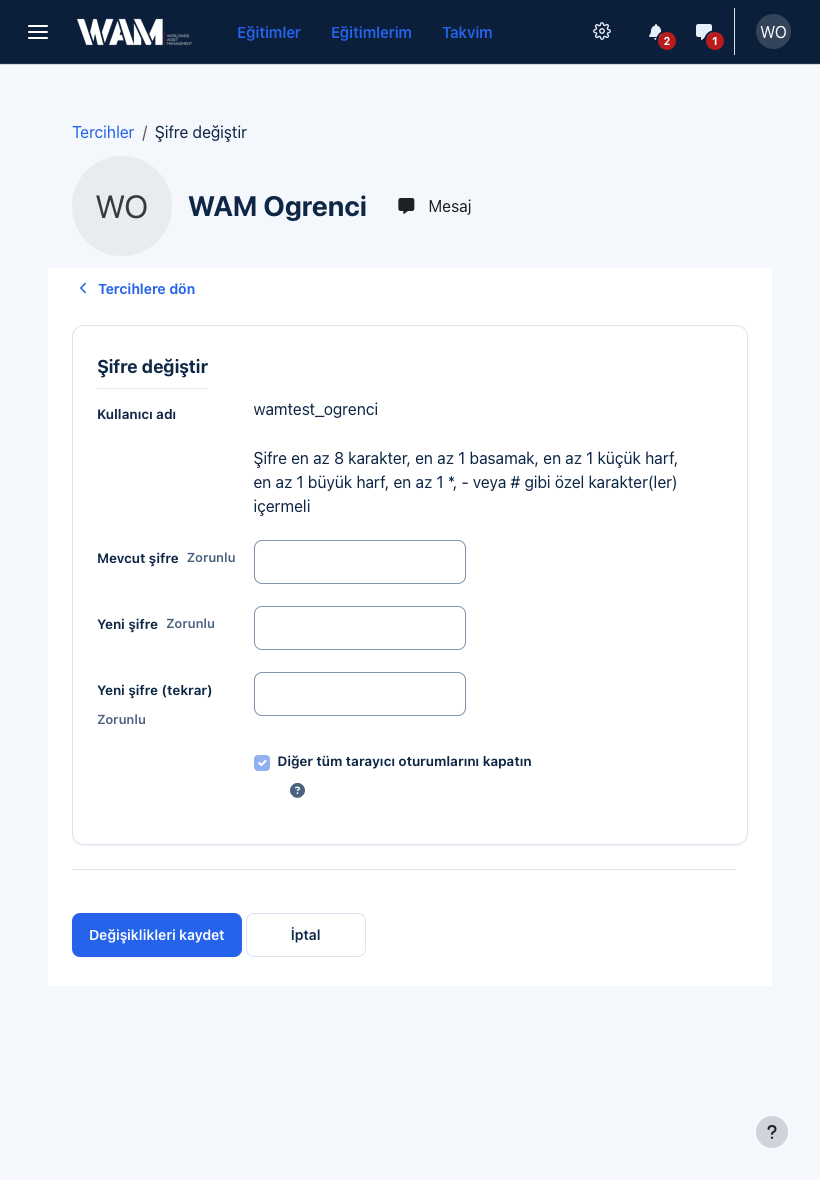 WAM
Eğitimler
Eğitimlerim
Takvim
2
1
WO
Tercihler / Şifre değiştir
WO
WAM Ogrenci
Mesaj
Tercihlere dön
Şifre değiştir
Kullanıcı adı
wamtest_ogrenci
Şifre en az 8 karakter, en az 1 basamak, en az 1 küçük harf,
en az 1 büyük harf, en az 1 *, - veya # gibi özel karakter(ler)
içermeli
Mevcut şifre Zorunlu
Yeni şifre Zorunlu
Yeni şifre (tekrar)
Zorunlu
Diğer tüm tarayıcı oturumlarını kapatın
?
Değişiklikleri kaydet
İptal
?